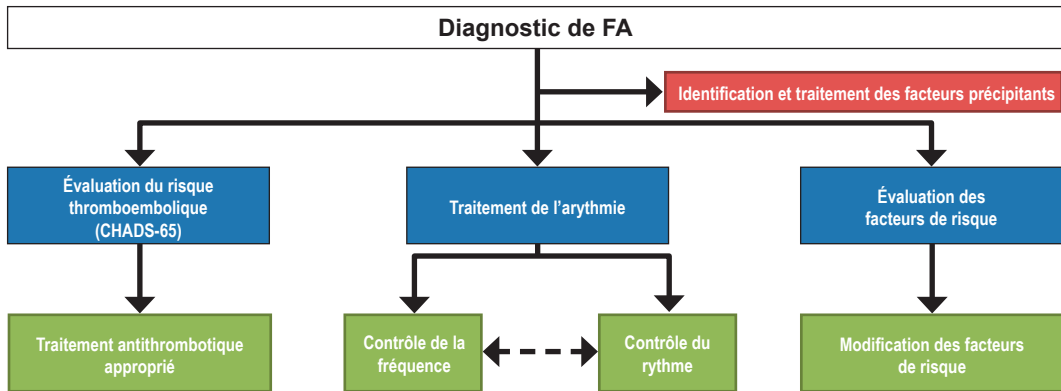 Diagnostic de FA
Identification et traitement des facteurs précipitants
Évaluation du risque
thromboembolique
(CHADS-65)
Traitement de l’arythmie
Évaluation des
facteurs de risque
Traitement antithrombotique
approprié
Contrôle de la
fréquence
Contrôle du
rythme
Modification des facteurs
de risque